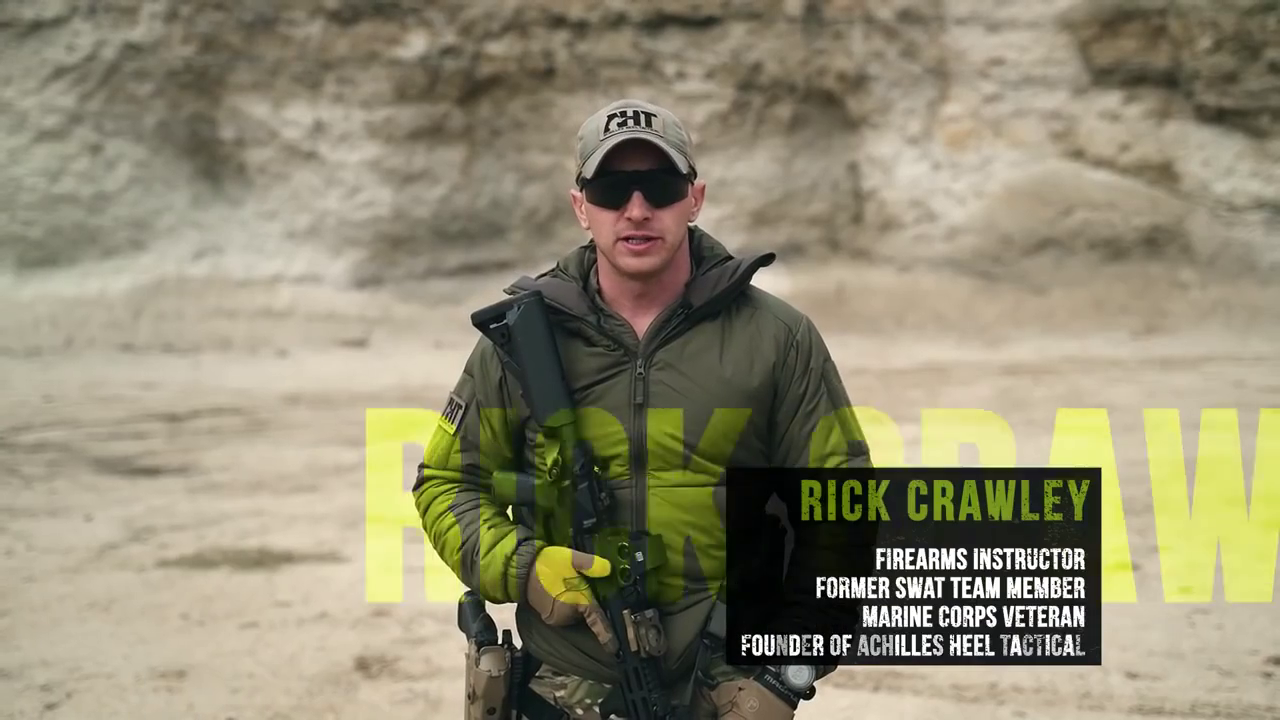 AHT
AHT
RICK CRAW
RICK CRAWLEY
FIREARMS INSTRUCTOR
FORMER SWAT TEAM MEMBER
MARINE CORPS VETERAN
FOUNDER OF ACHILLES HEEL TACTICAL